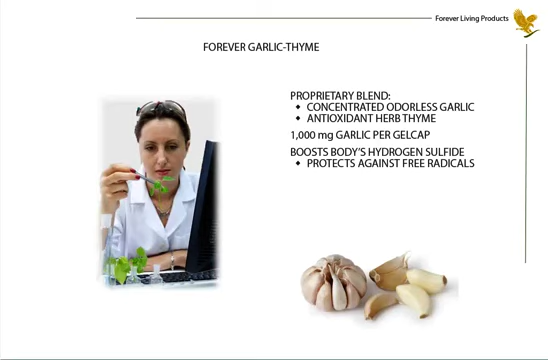 Forever Living Products
FOREVER GARLIC-THYME
PROPRIETARY BLEND:
◆ CONCENTRATED ODORLESS GARLIC
◆ ANTIOXIDANT HERB THYME
1,000 mg GARLIC PER GELCAP
BOOSTS BODY'S HYDROGEN SULFIDE
◆ PROTECTS AGAINST FREE RADICALS